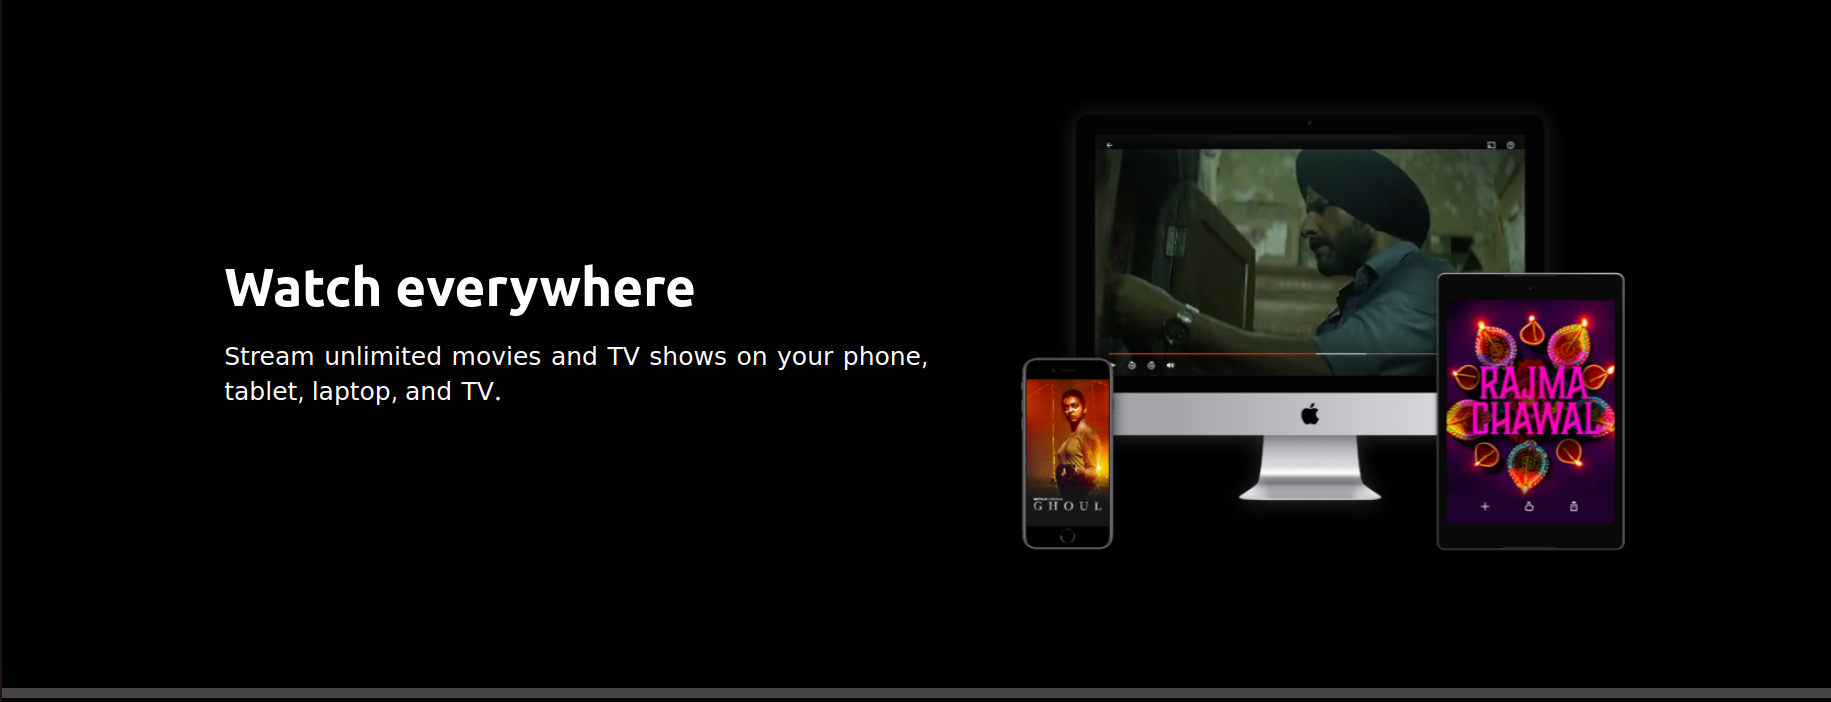 Watch everywhere
Stream unlimited movies and TV shows on your phone,
tablet, laptop, and TV.
GHOUL
RAJMA
CHAWAL